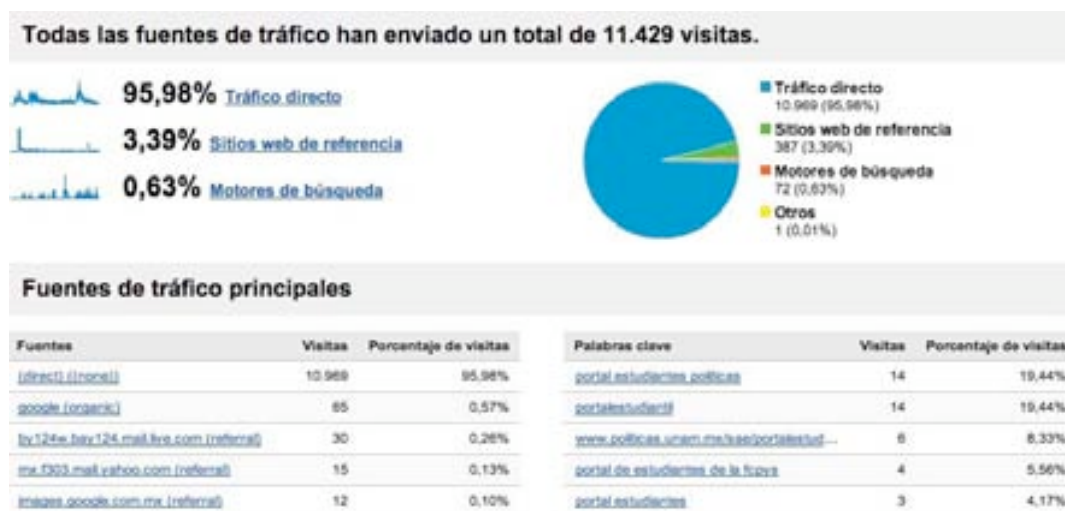 Todas las fuentes de tráfico han enviado un total de 11.429 visitas.
95,98% Tráfico directo
3,39% Sitios web de referencia
0,63% Motores de búsqueda
Tráfico directo
10.969 (95,98%)
Sitios web de referencia
387 (3,39%)
Motores de búsqueda
72 (0,63%)
Otros
1 (0,01%)
Fuentes de tráfico principales
Fuentes Visitas Porcentaje de visitas
(direct) ((none)) 10.969 95,98%
google (organic) 65 0,57%
by124w.bay124.mail.live.com (referral) 30 0,26%
mx.f303.mail.yahoo.com (referral) 15 0,13%
images.google.com.mx (referral) 12 0,10%
Palabras clave Visitas Porcentaje de visitas
portal estudiantes politicas 14 19,44%
portalestudiantil 14 19,44%
www.politicas.unam.mx/sae/portalestud... 6 8,33%
portal de estudiantes de la fcpys 4 5,56%
portal estudiantes 3 4,17%